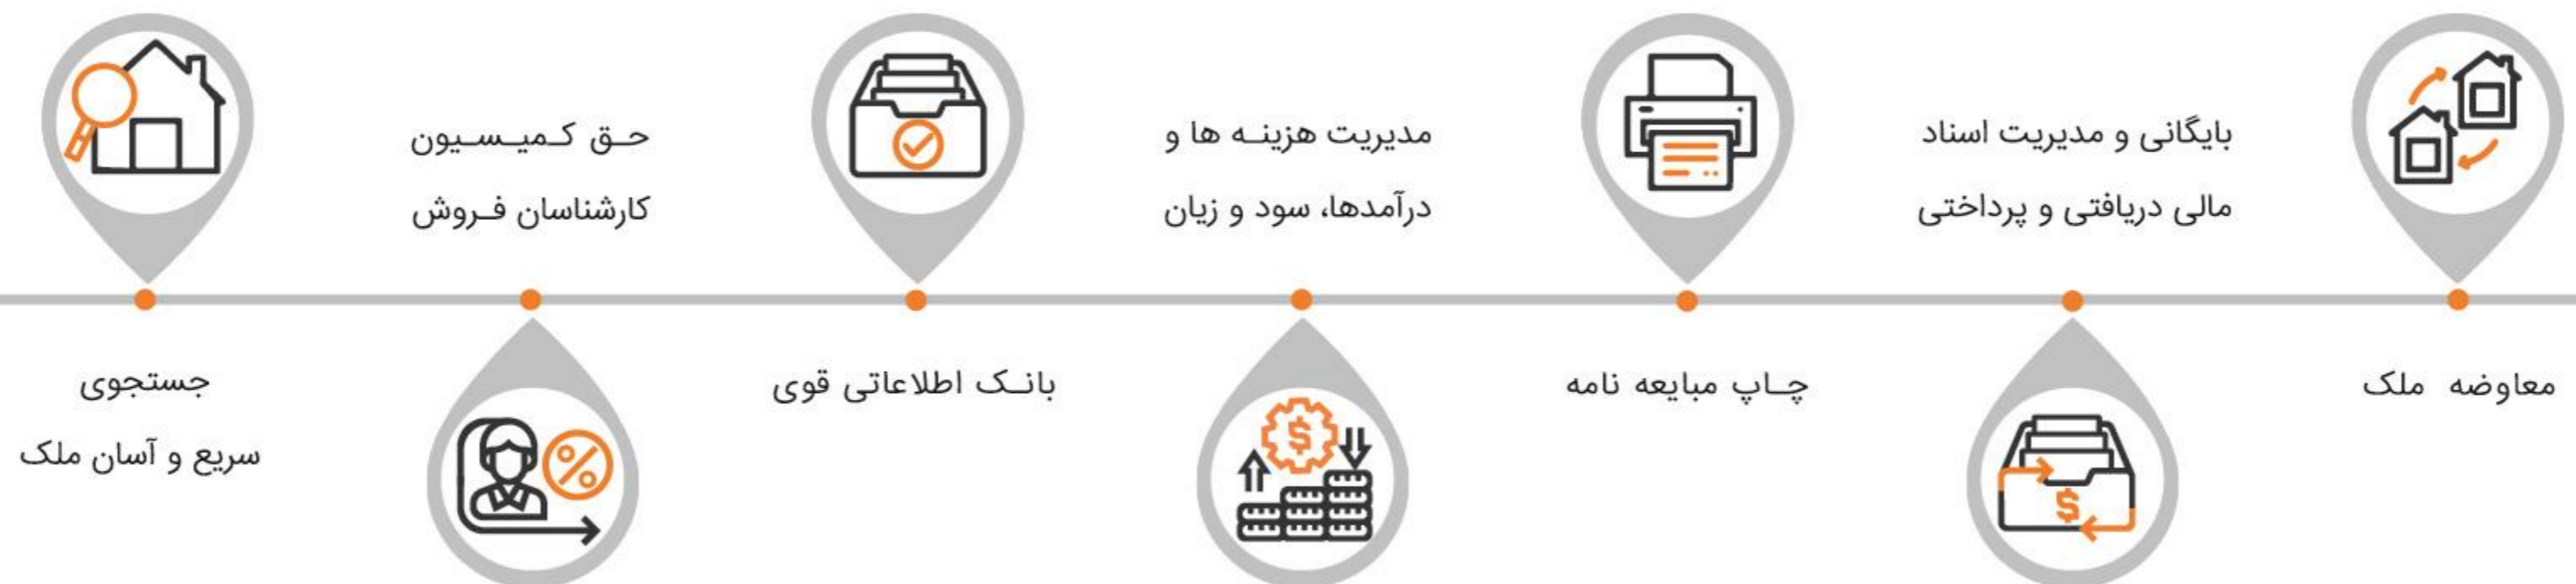 معاوضه ملک
بایگانی و مدیریت اسناد
مالی دریافتی و پرداختی
چاپ مبایعه نامه
مدیریت هزینه ها و
درآمدها، سود و زیان
بانک اطلاعاتی قوی
حق کمیسیون
کارشناسان فروش
جستجوی
سریع و آسان ملک